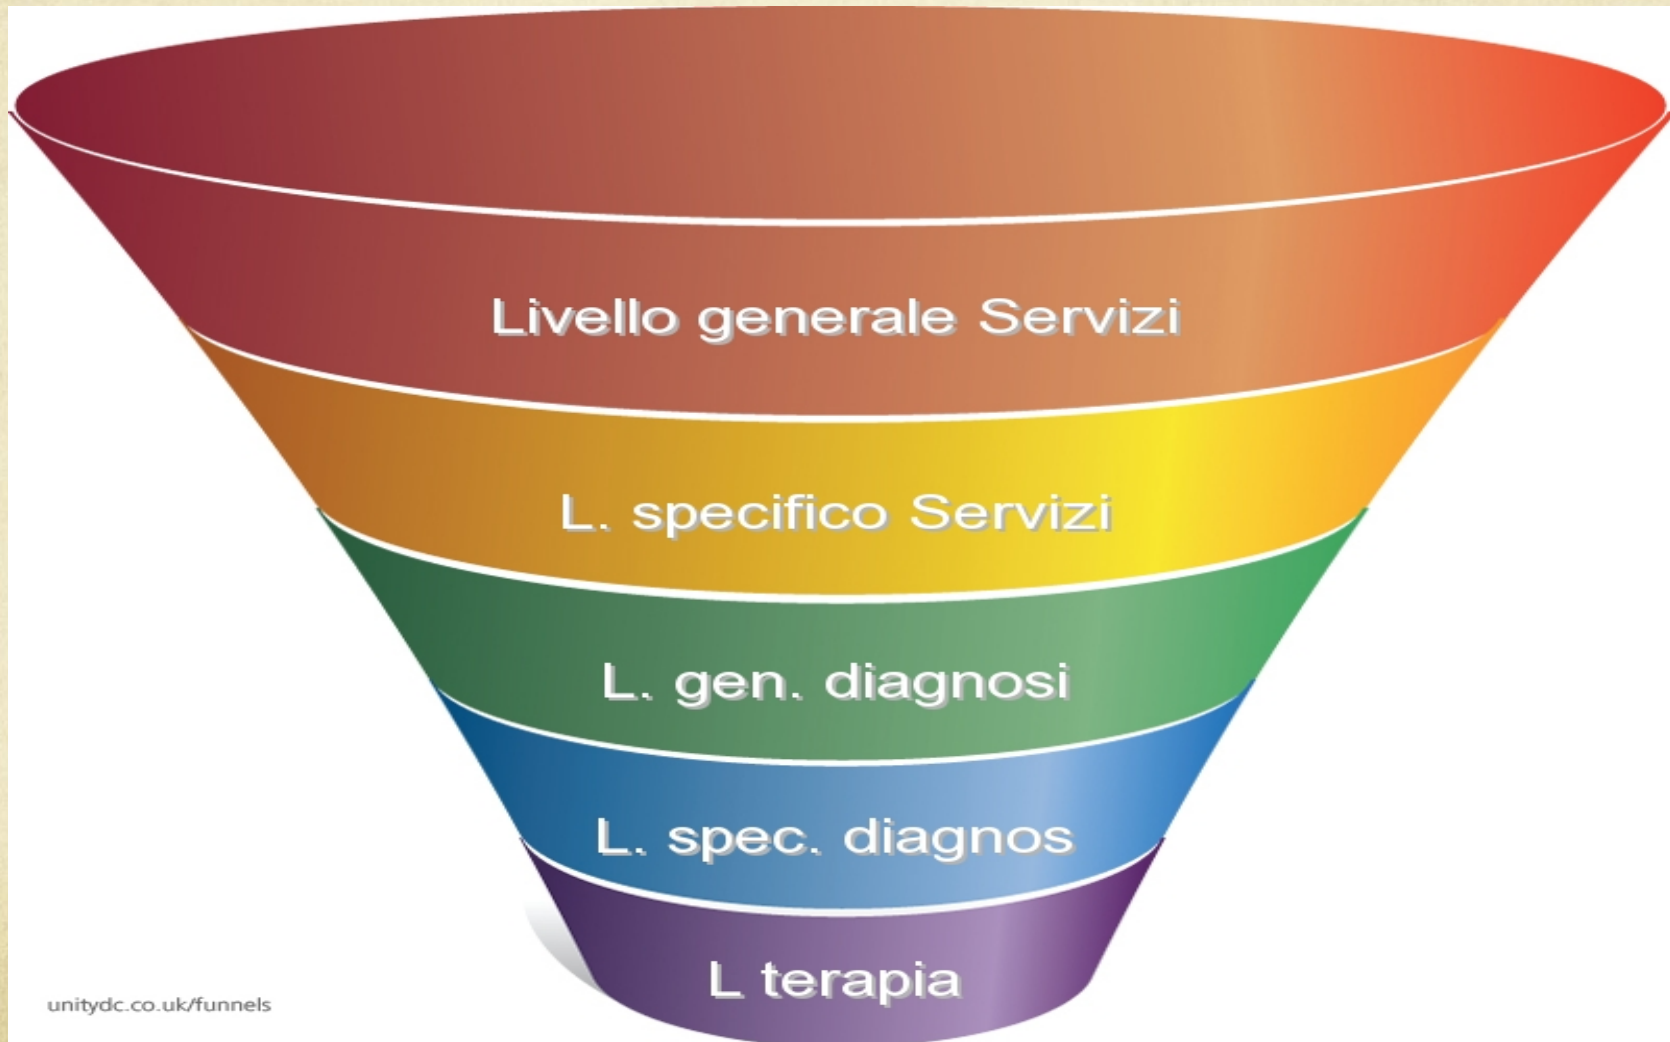 Livello generale Servizi
L. specifico Servizi
L. gen. diagnosi
L. spec. diagnos
L terapia
unitydc.co.uk/funnels